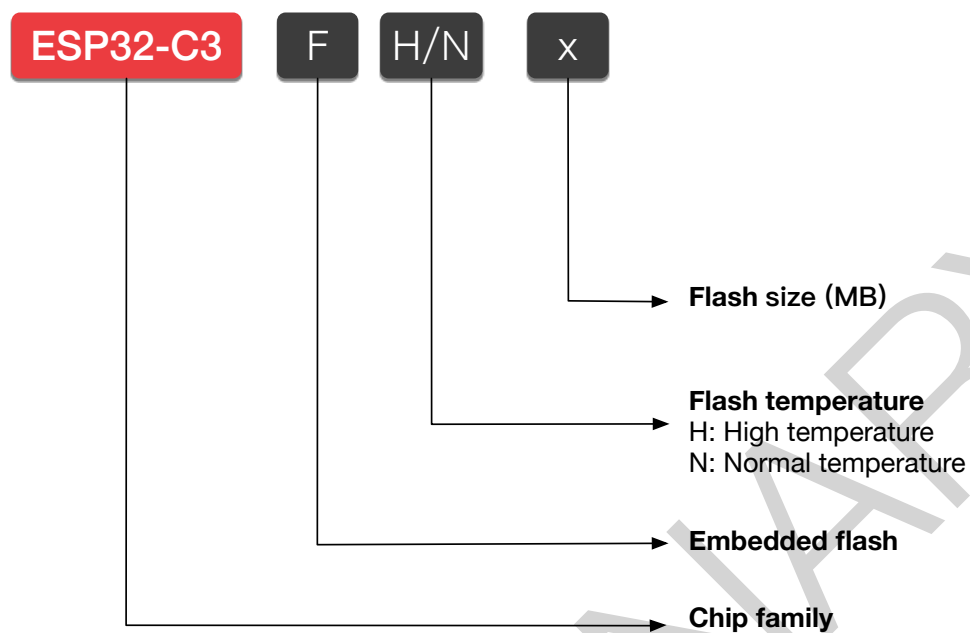 ESP32-C3 F H/N x
Flash size (MB)
Flash temperature
H: High temperature
N: Normal temperature
Embedded flash
Chip family